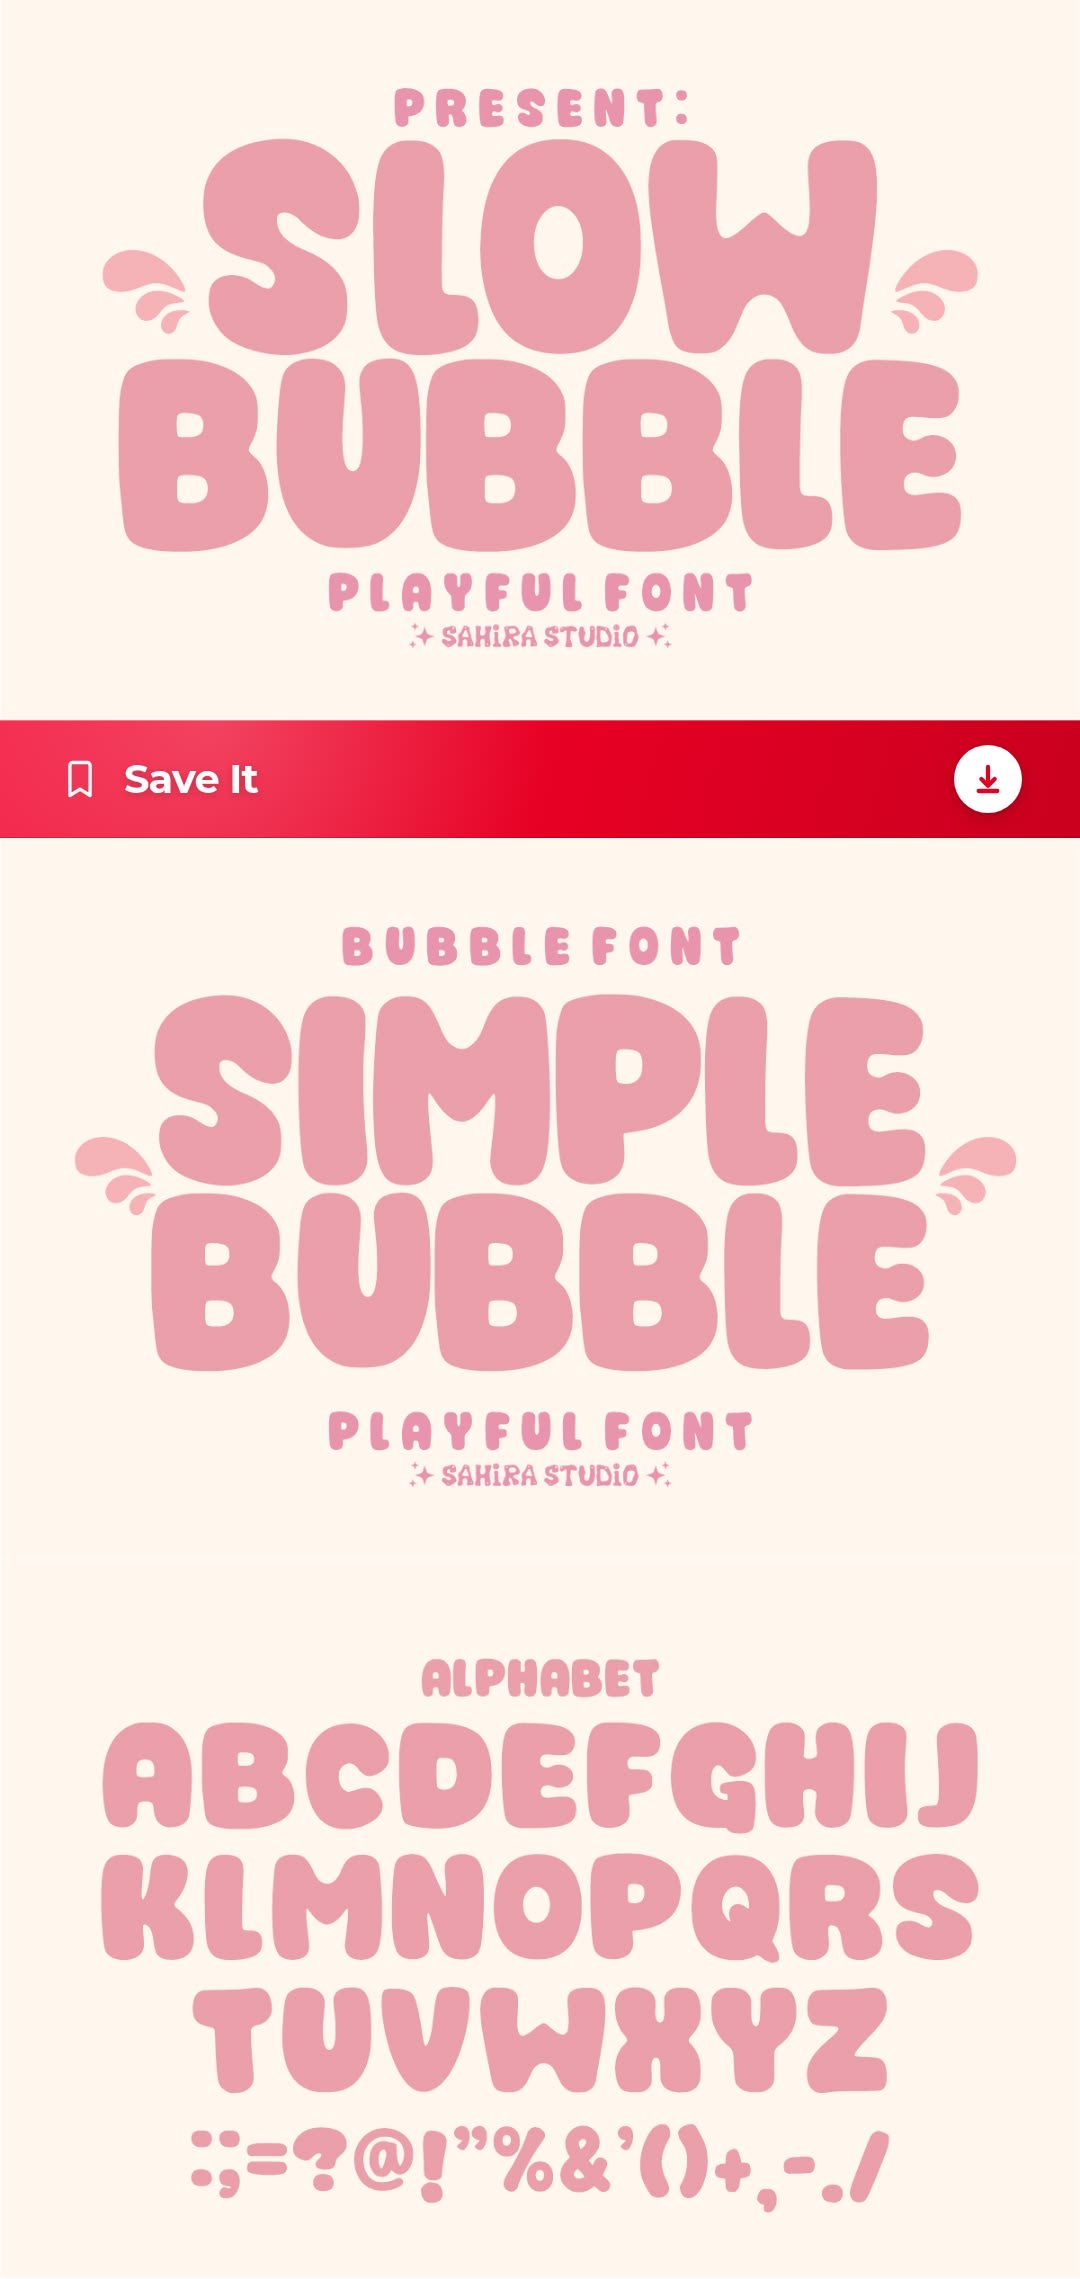 PRESENT:
SLOW
BUBBLE
PLAYFUL FONT
SAHiRA STUDiO
Save It
BUBBLE FONT
SIMPLE
BUBBLE
PLAYFUL FONT
SAHiRA STUDiO
ALPHABET
ABCDEFGHIJ
KLMNOPQRS
TUVWXYZ
:;=?@!”%&’()+,-./